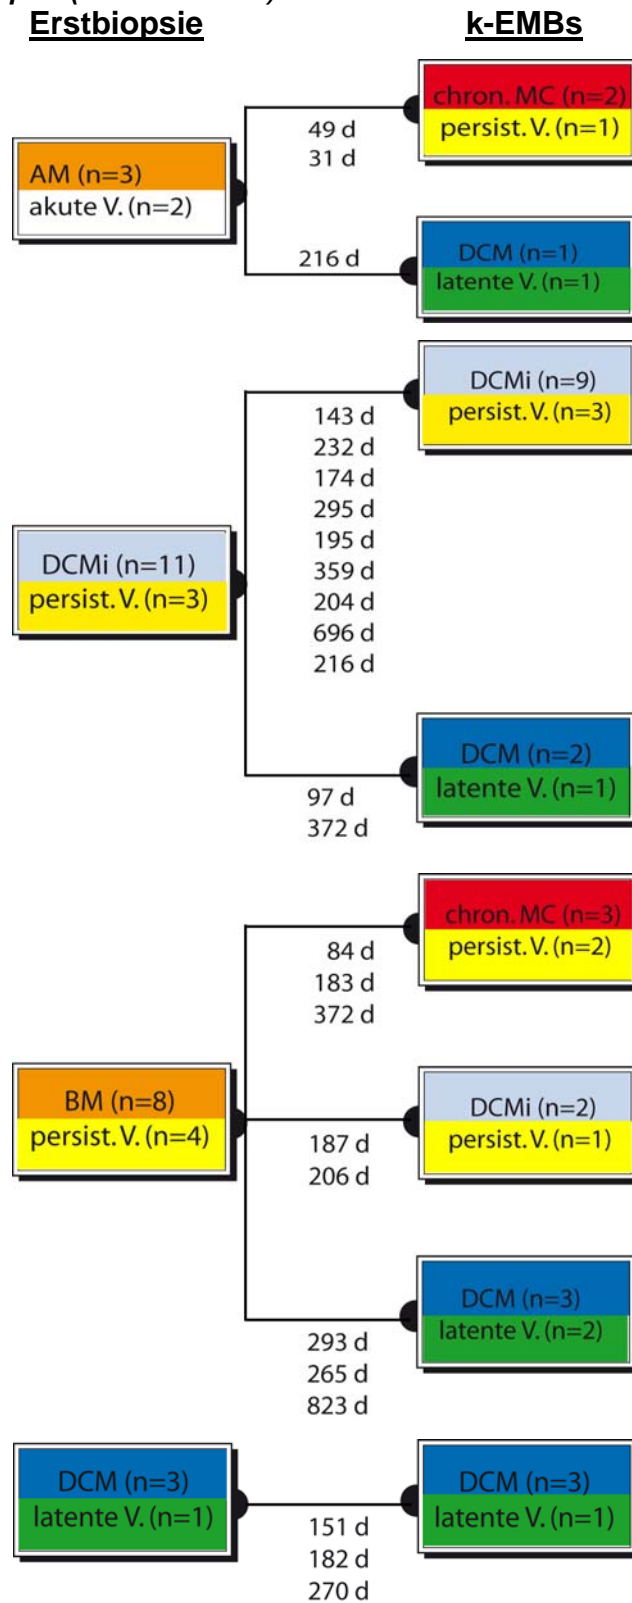 Erstbiopsie k-EMBs
chron. MC (n=2)
persist. V. (n=1)
49 d
31 d
AM (n=3)
akute V. (n=2)
216 d
DCM (n=1)
latente V. (n=1)
DCMi (n=9)
persist. V. (n=3)
143 d
232 d
174 d
295 d
195 d
359 d
204 d
696 d
216 d
DCMi (n=11)
persist. V. (n=3)
DCM (n=2)
latente V. (n=1)
97 d
372 d
chron. MC (n=3)
persist. V. (n=2)
84 d
183 d
372 d
BM (n=8)
persist. V. (n=4)
DCMi (n=2)
persist. V. (n=1)
187 d
206 d
DCM (n=3)
latente V. (n=2)
293 d
265 d
823 d
DCM (n=3)
latente V. (n=1)
DCM (n=3)
latente V. (n=1)
151 d
182 d
270 d